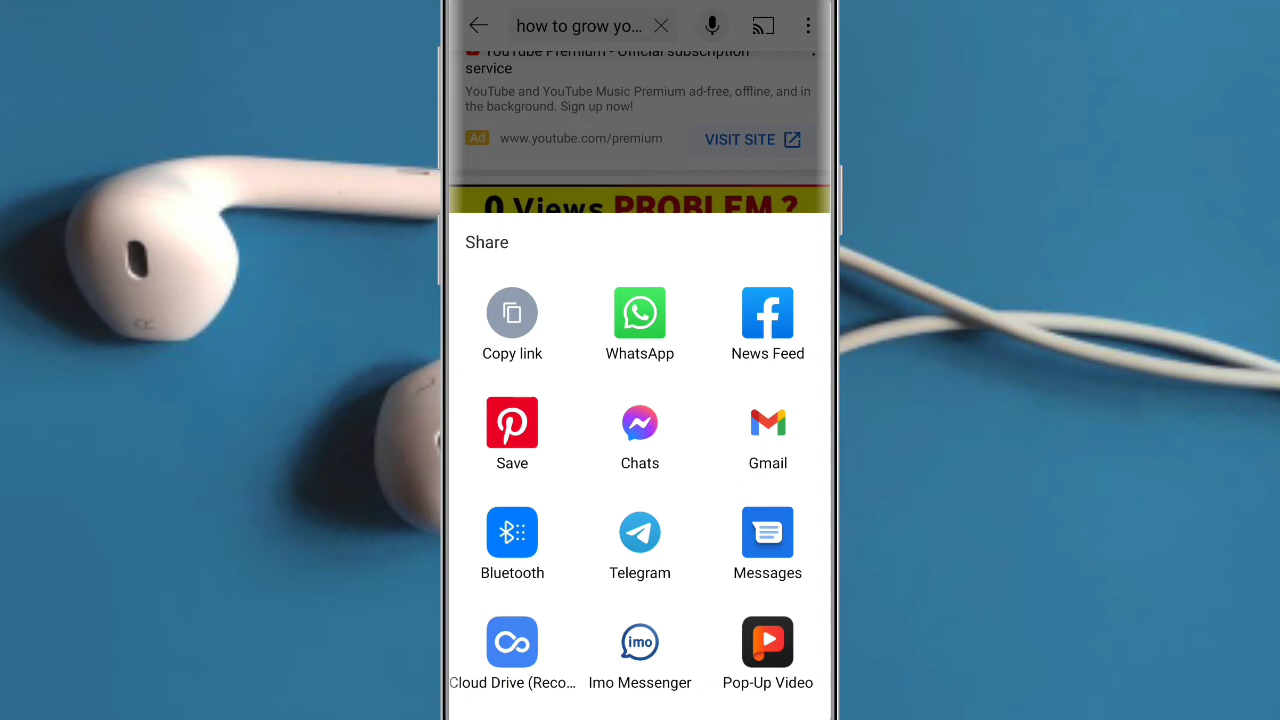 how to grow yo...
YouTube Premium - Official subscription
service
YouTube and YouTube Music Premium ad-free, offline, and in
the background. Sign up now!
Ad www.youtube.com/premium VISIT SITE
0 Views PROBLEM ?
Share
Copy link WhatsApp News Feed
Save Chats Gmail
Bluetooth Telegram Messages
imo
Cloud Drive (Reco... Imo Messenger Pop-Up Video
R